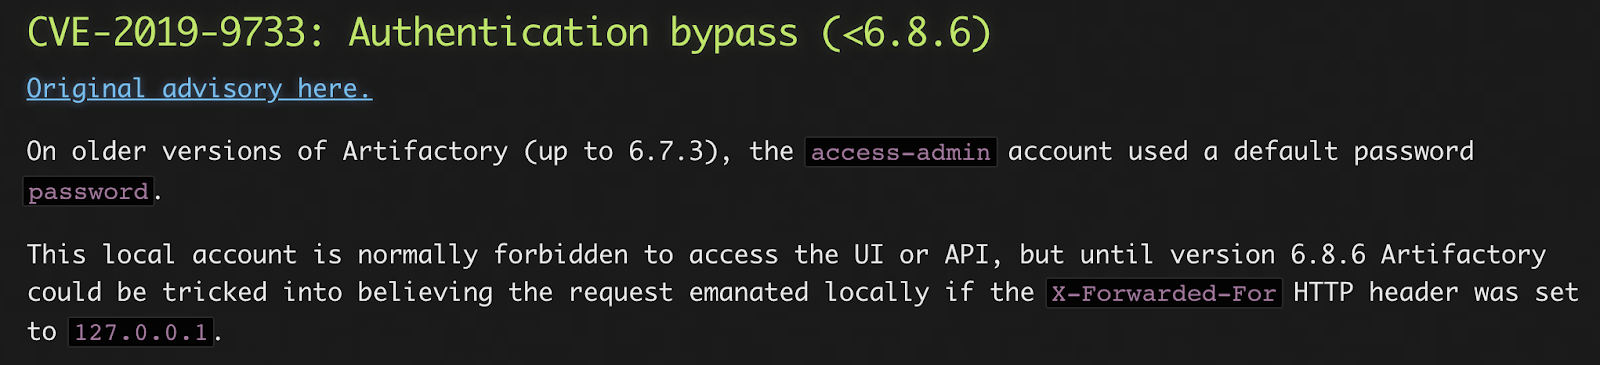 CVE-2019-9733: Authentication bypass (<6.8.6)
Original advisory here.
On older versions of Artifactory (up to 6.7.3), the access-admin account used a default password
password.
This local account is normally forbidden to access the UI or API, but until version 6.8.6 Artifactory
could be tricked into believing the request emanated locally if the X-Forwarded-For HTTP header was set
to 127.0.0.1.